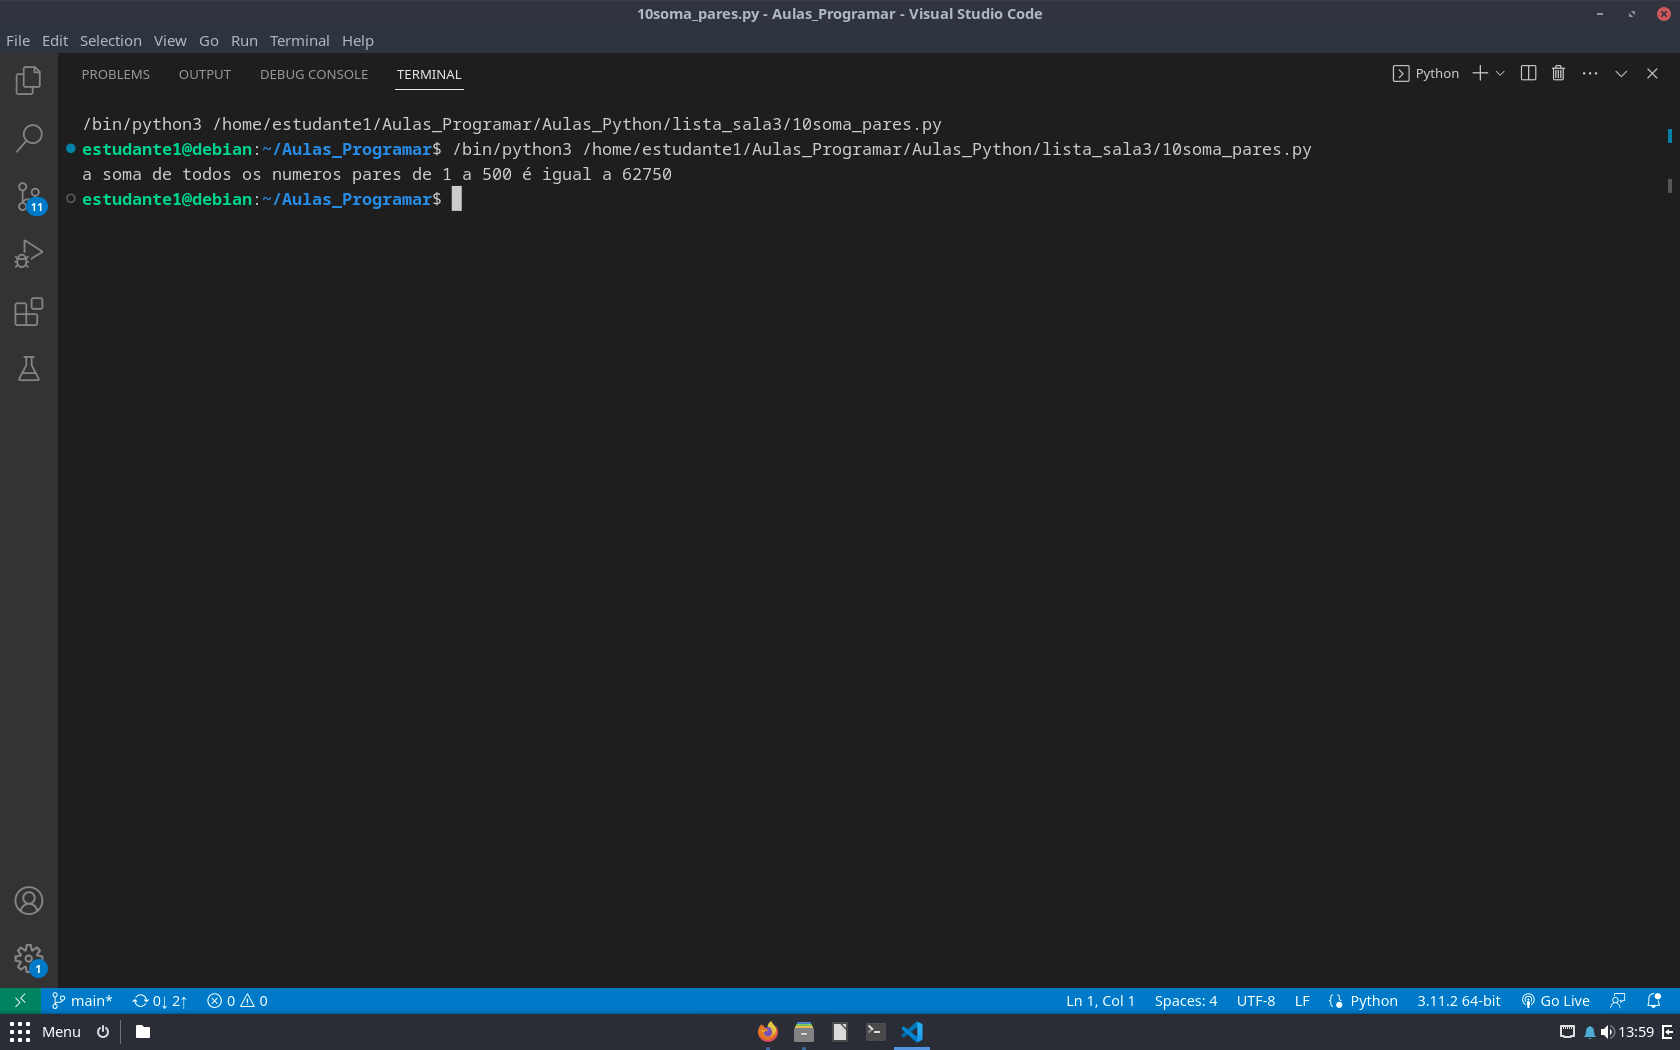 10soma_pares.py - Aulas_Programar - Visual Studio Code
File Edit Selection View Go Run Terminal Help
PROBLEMS OUTPUT DEBUG CONSOLE TERMINAL
Python
/bin/python3 /home/estudante1/Aulas_Programar/Aulas_Python/lista_sala3/10soma_pares.py
estudante1@debian:~/Aulas_Programar$ /bin/python3 /home/estudante1/Aulas_Programar/Aulas_Python/lista_sala3/10soma_pares.py
a soma de todos os numeros pares de 1 a 500 é igual a 62750
estudante1@debian:~/Aulas_Programar$
11
1
main* 0↓ 2↑ 0 0 Ln 1, Col 1 Spaces: 4 UTF-8 LF Python 3.11.2 64-bit Go Live
Menu 13:59